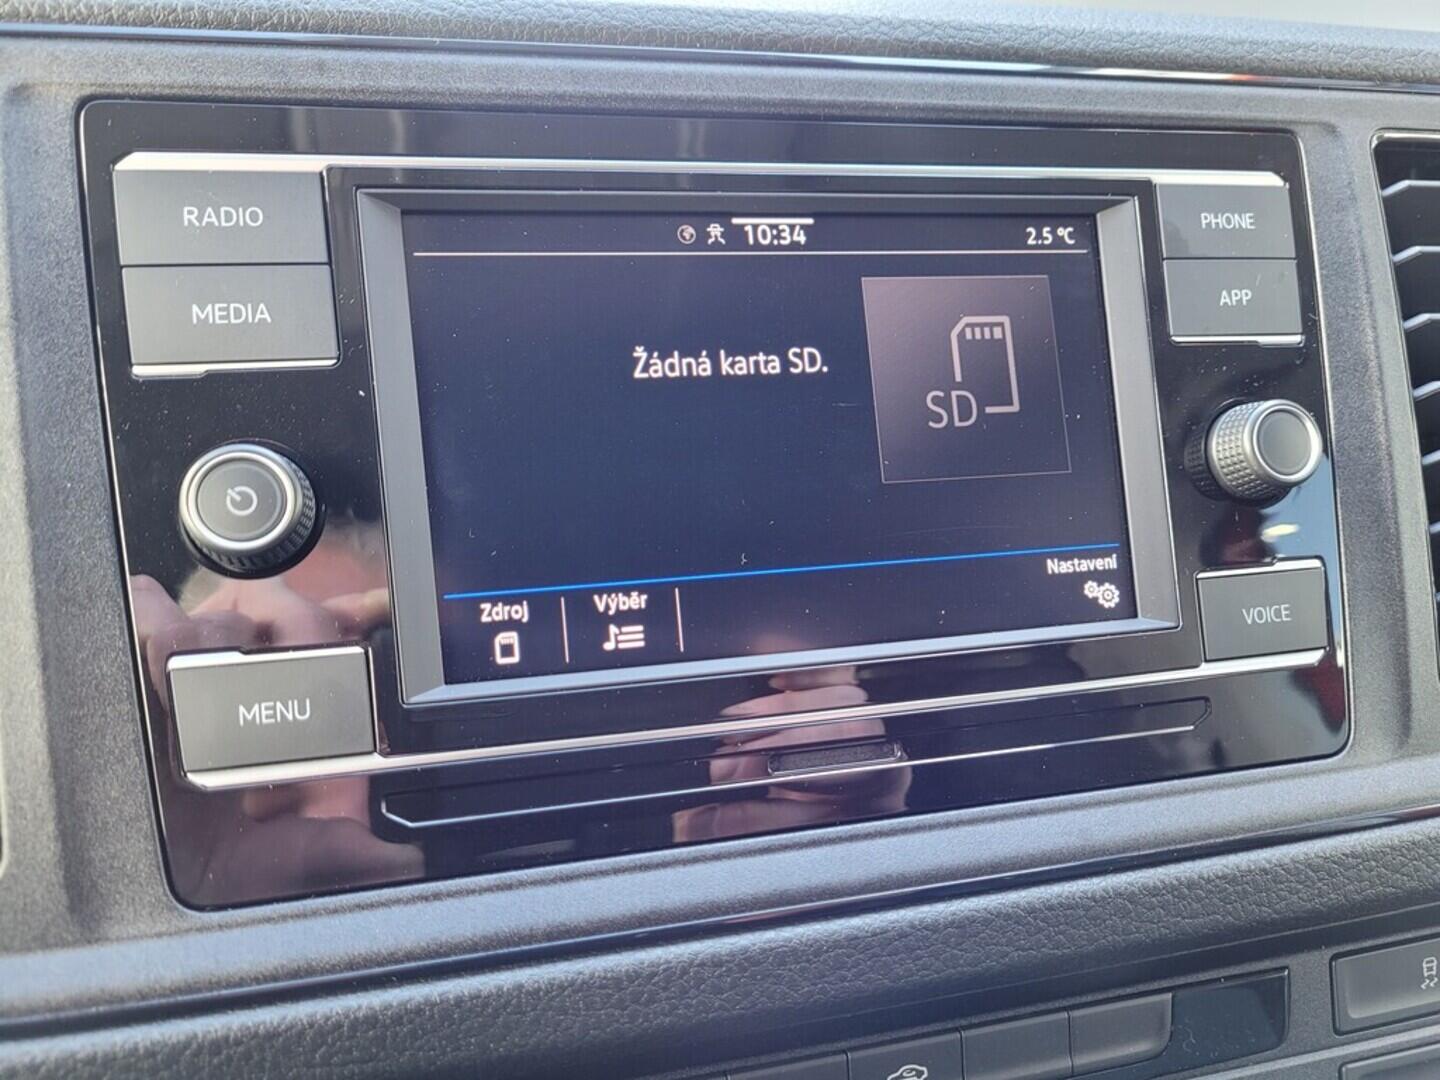 RADIO
MEDIA
MENU
10:34
2.5 °C
Žádná karta SD.
SD
Nastavení
Zdroj
Výběr
PHONE
APP
VOICE